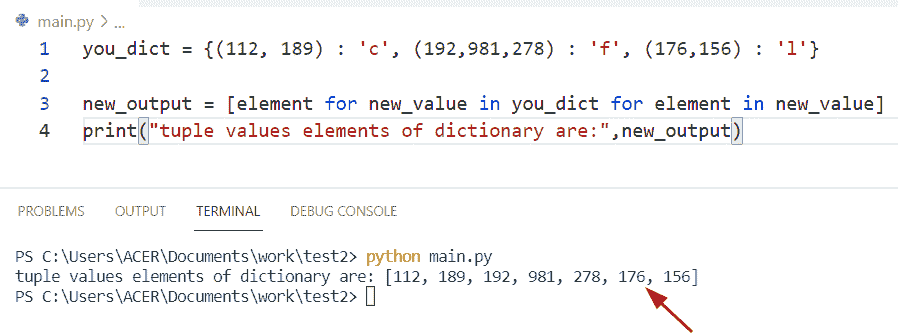 main.py > ...
1 you_dict = {(112, 189) : 'c', (192,981,278) : 'f', (176,156) : 'l'}
2
3 new_output = [element for new_value in you_dict for element in new_value]
4 print("tuple values elements of dictionary are:",new_output)
PROBLEMS OUTPUT TERMINAL DEBUG CONSOLE
PS C:\Users\ACER\Documents\work\test2> python main.py
tuple values elements of dictionary are: [112, 189, 192, 981, 278, 176, 156]
PS C:\Users\ACER\Documents\work\test2>